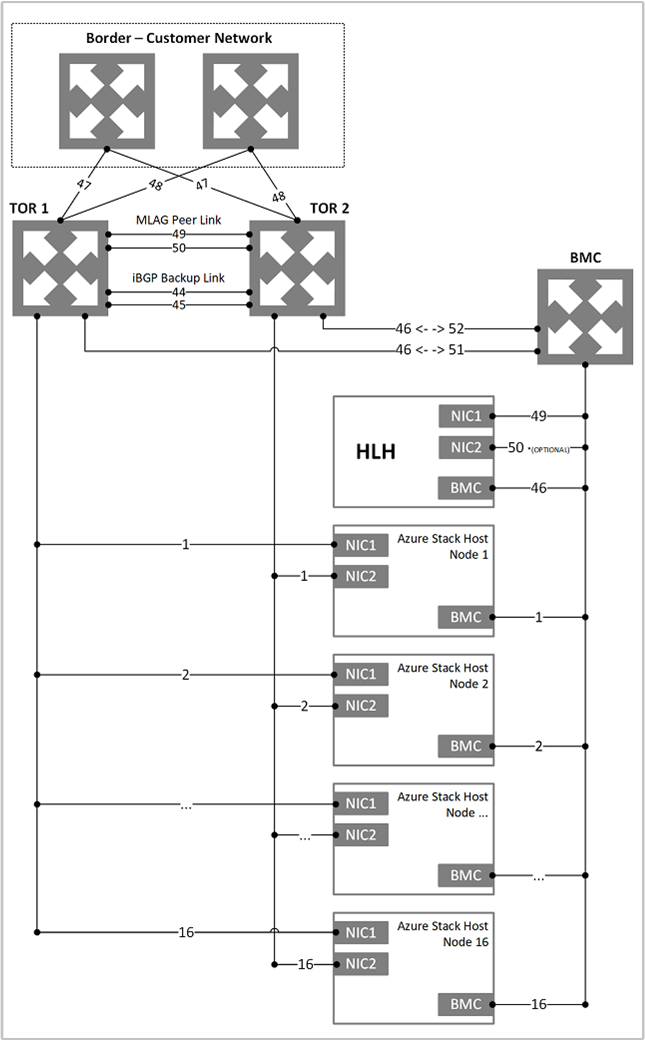 Border – Customer Network
47
48
47
48
TOR 1
TOR 2
MLAG Peer Link
49
50
iBGP Backup Link
44
45
BMC
46 <- -> 52
46 <- -> 51
HLH
NIC1
49
NIC2
50 •(OPTIONAL)
BMC
46
1
NIC1
Azure Stack Host
Node 1
1
NIC2
BMC
1
2
NIC1
Azure Stack Host
Node 2
2
NIC2
BMC
2
...
NIC1
Azure Stack Host
Node ...
...
NIC2
BMC
...
16
NIC1
Azure Stack Host
Node 16
16
NIC2
BMC
16